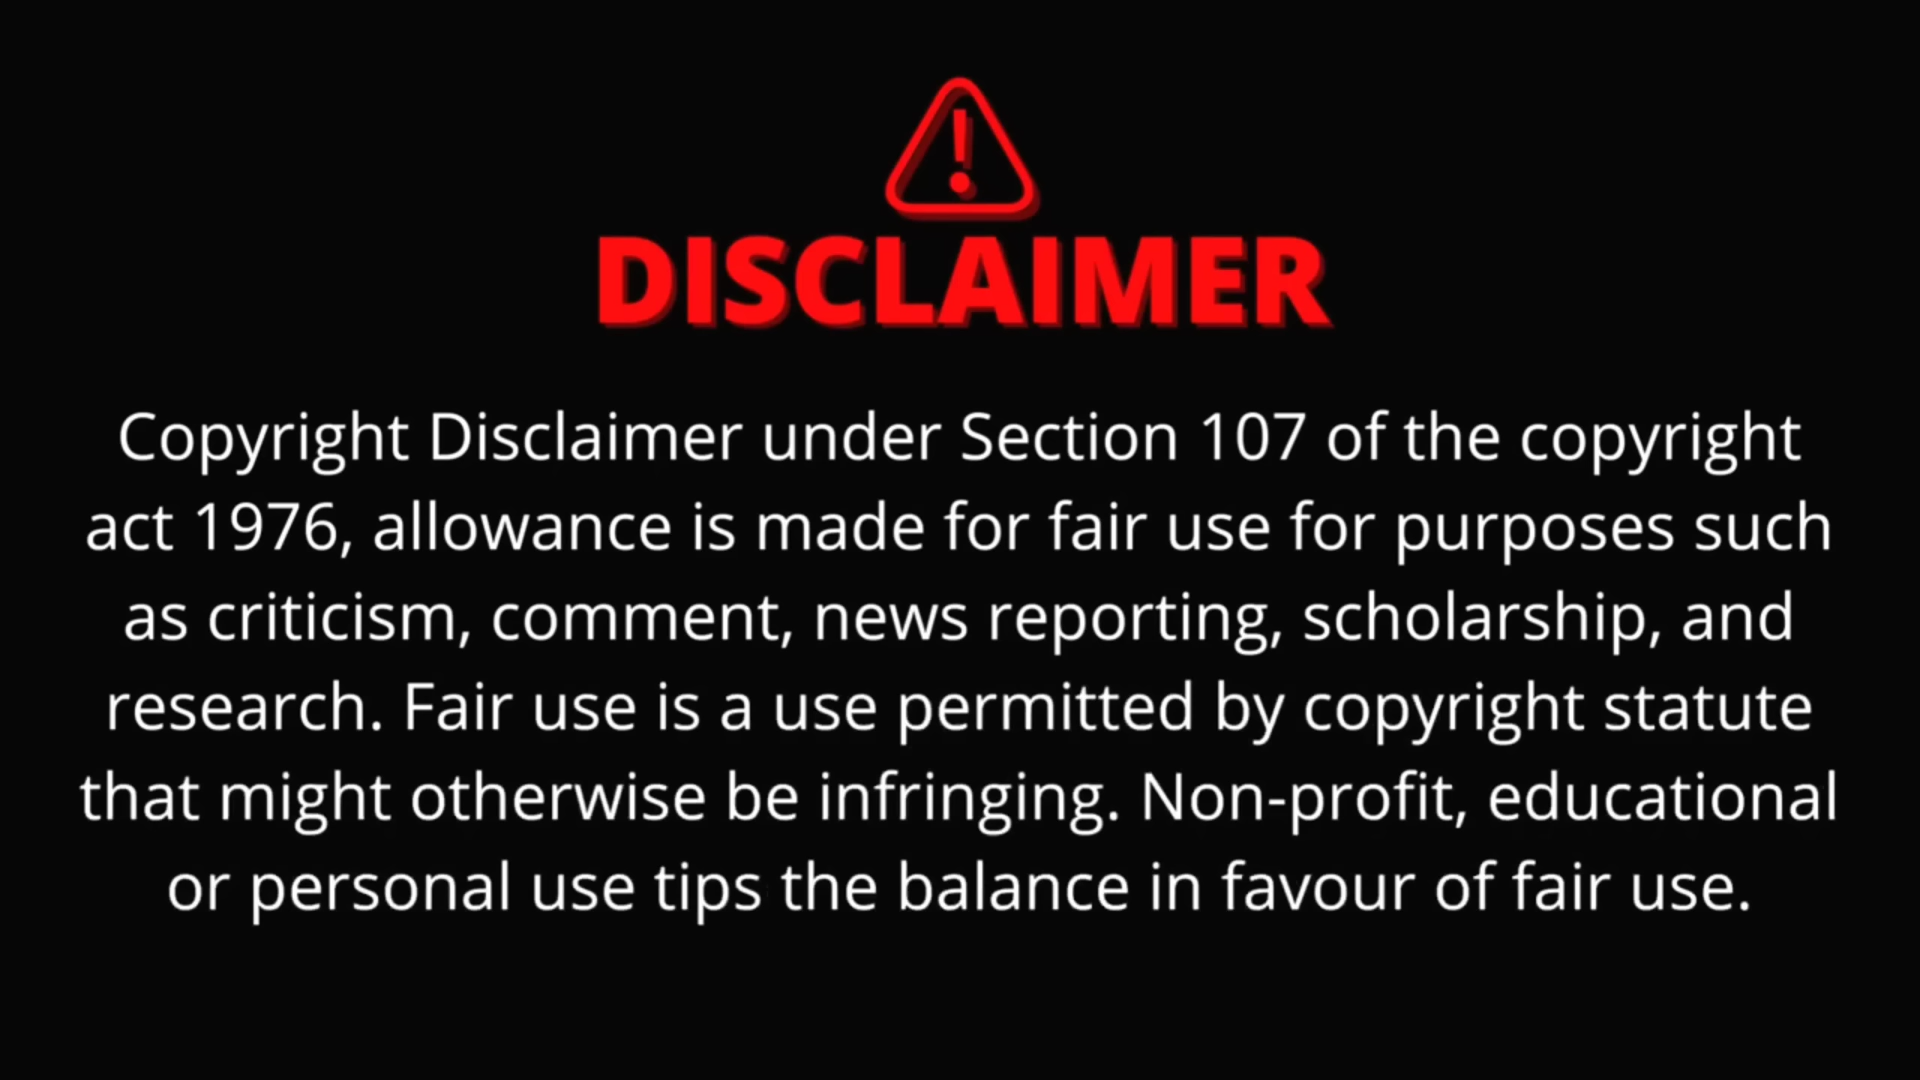 DISCLAIMER
Copyright Disclaimer under Section 107 of the copyright
act 1976, allowance is made for fair use for purposes such
as criticism, comment, news reporting, scholarship, and
research. Fair use is a use permitted by copyright statute
that might otherwise be infringing. Non-profit, educational
or personal use tips the balance in favour of fair use.